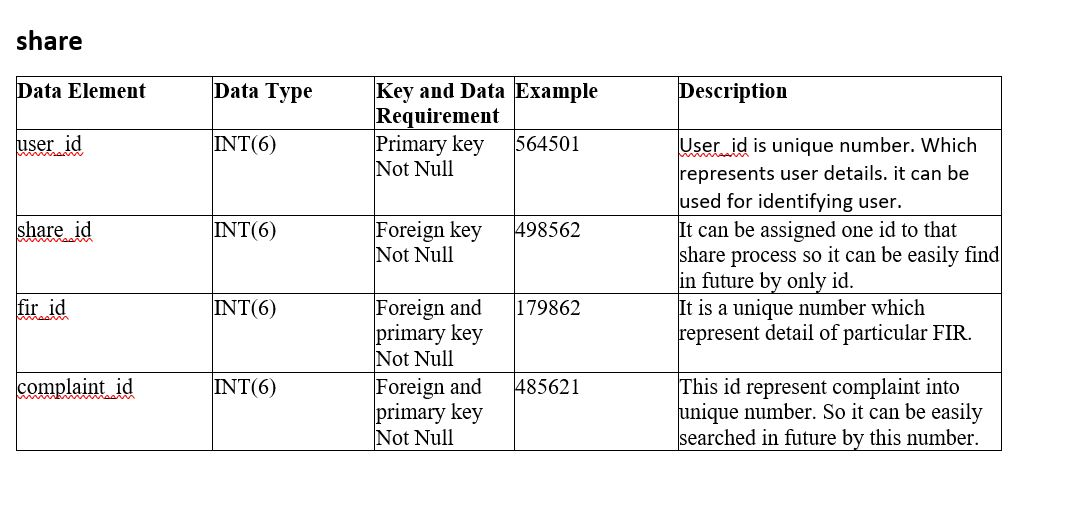 share
Data Element Data Type Key and Data Requirement Example Description
user_id INT(6) Primary key Not Null 564501 User_id is unique number. Which represents user details. it can be used for identifying user.
share_id INT(6) Foreign key Not Null 498562 It can be assigned one id to that share process so it can be easily find in future by only id.
fir_id INT(6) Foreign and primary key Not Null 179862 It is a unique number which represent detail of particular FIR.
complaint_id INT(6) Foreign and primary key Not Null 485621 This id represent complaint into unique number. So it can be easily searched in future by this number.